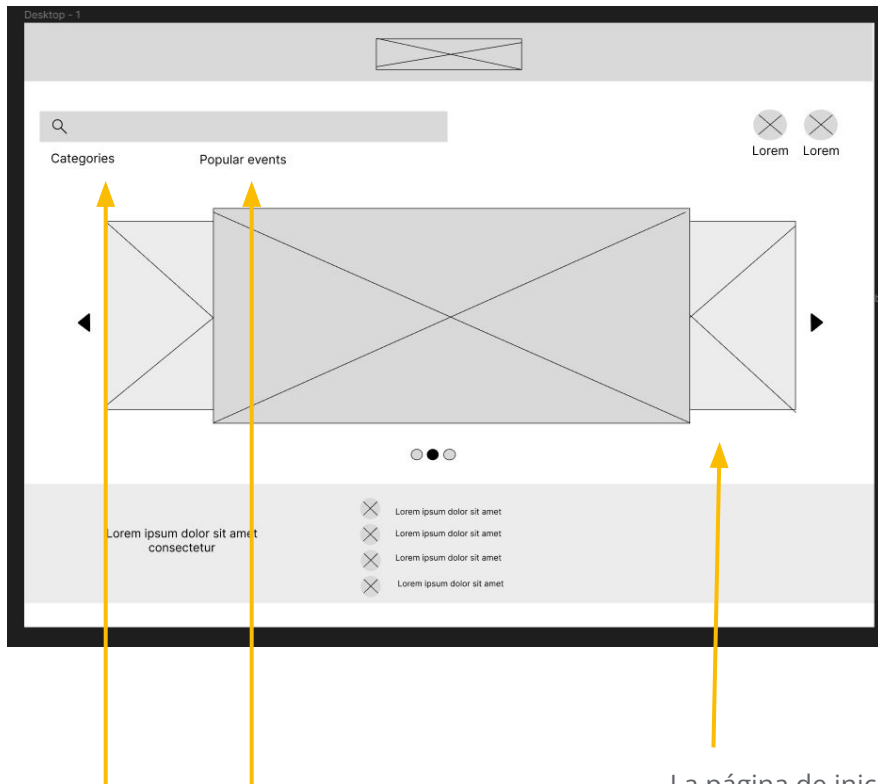 Desktop - 1
Categories
Popular events
Lorem
Lorem
Lorem ipsum dolor sit amet
consectetur
Lorem ipsum dolor sit amet
Lorem ipsum dolor sit amet
Lorem ipsum dolor sit amet
Lorem ipsum dolor sit amet
La página de inic